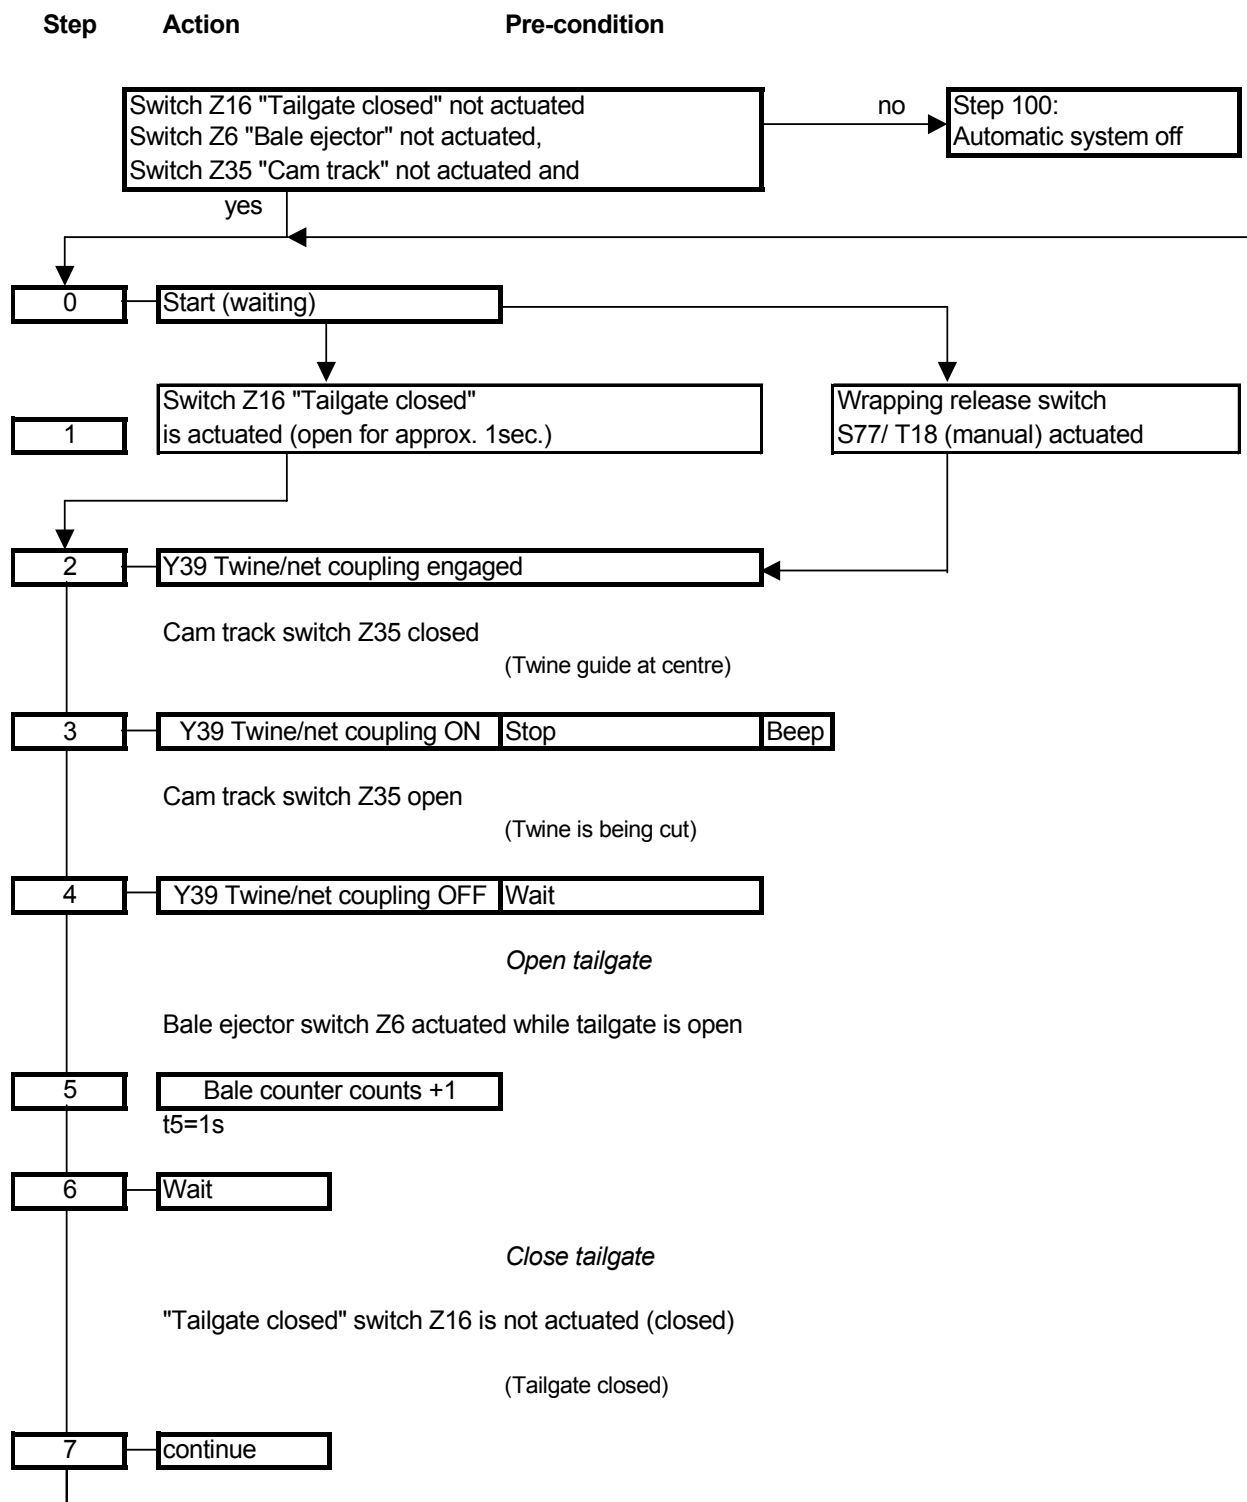 Step Action Pre-condition
Switch Z16 "Tailgate closed" not actuated
Switch Z6 "Bale ejector" not actuated,
Switch Z35 "Cam track" not actuated and
no
Step 100:
Automatic system off
yes
0 Start (waiting)
Switch Z16 "Tailgate closed"
1 is actuated (open for approx. 1sec.)
Wrapping release switch
S77/ T18 (manual) actuated
2 Y39 Twine/net coupling engaged
Cam track switch Z35 closed
(Twine guide at centre)
3 Y39 Twine/net coupling ON Stop Beep
Cam track switch Z35 open
(Twine is being cut)
4 Y39 Twine/net coupling OFF Wait
Open tailgate
Bale ejector switch Z6 actuated while tailgate is open
5 Bale counter counts +1
t5=1s
6 Wait
Close tailgate
"Tailgate closed" switch Z16 is not actuated (closed)
(Tailgate closed)
7 continue